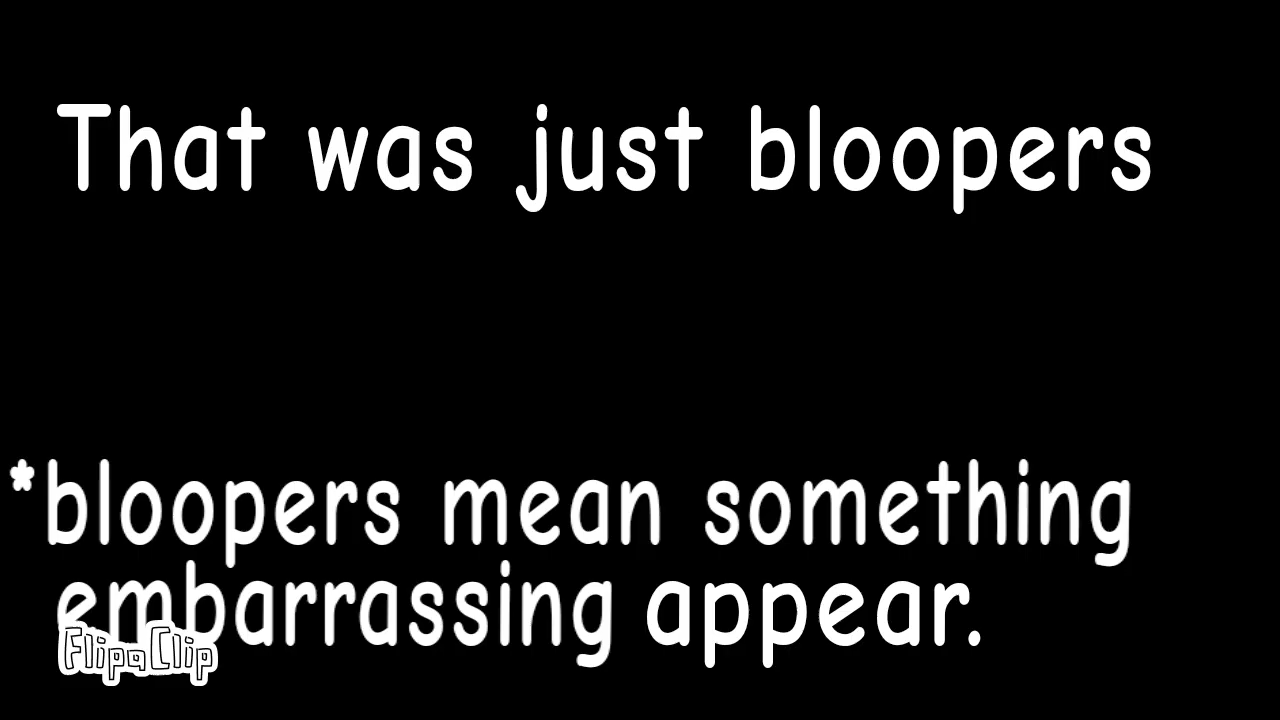 That was just bloopers
*bloopers mean something
embarrassing appear.
FlipaClip